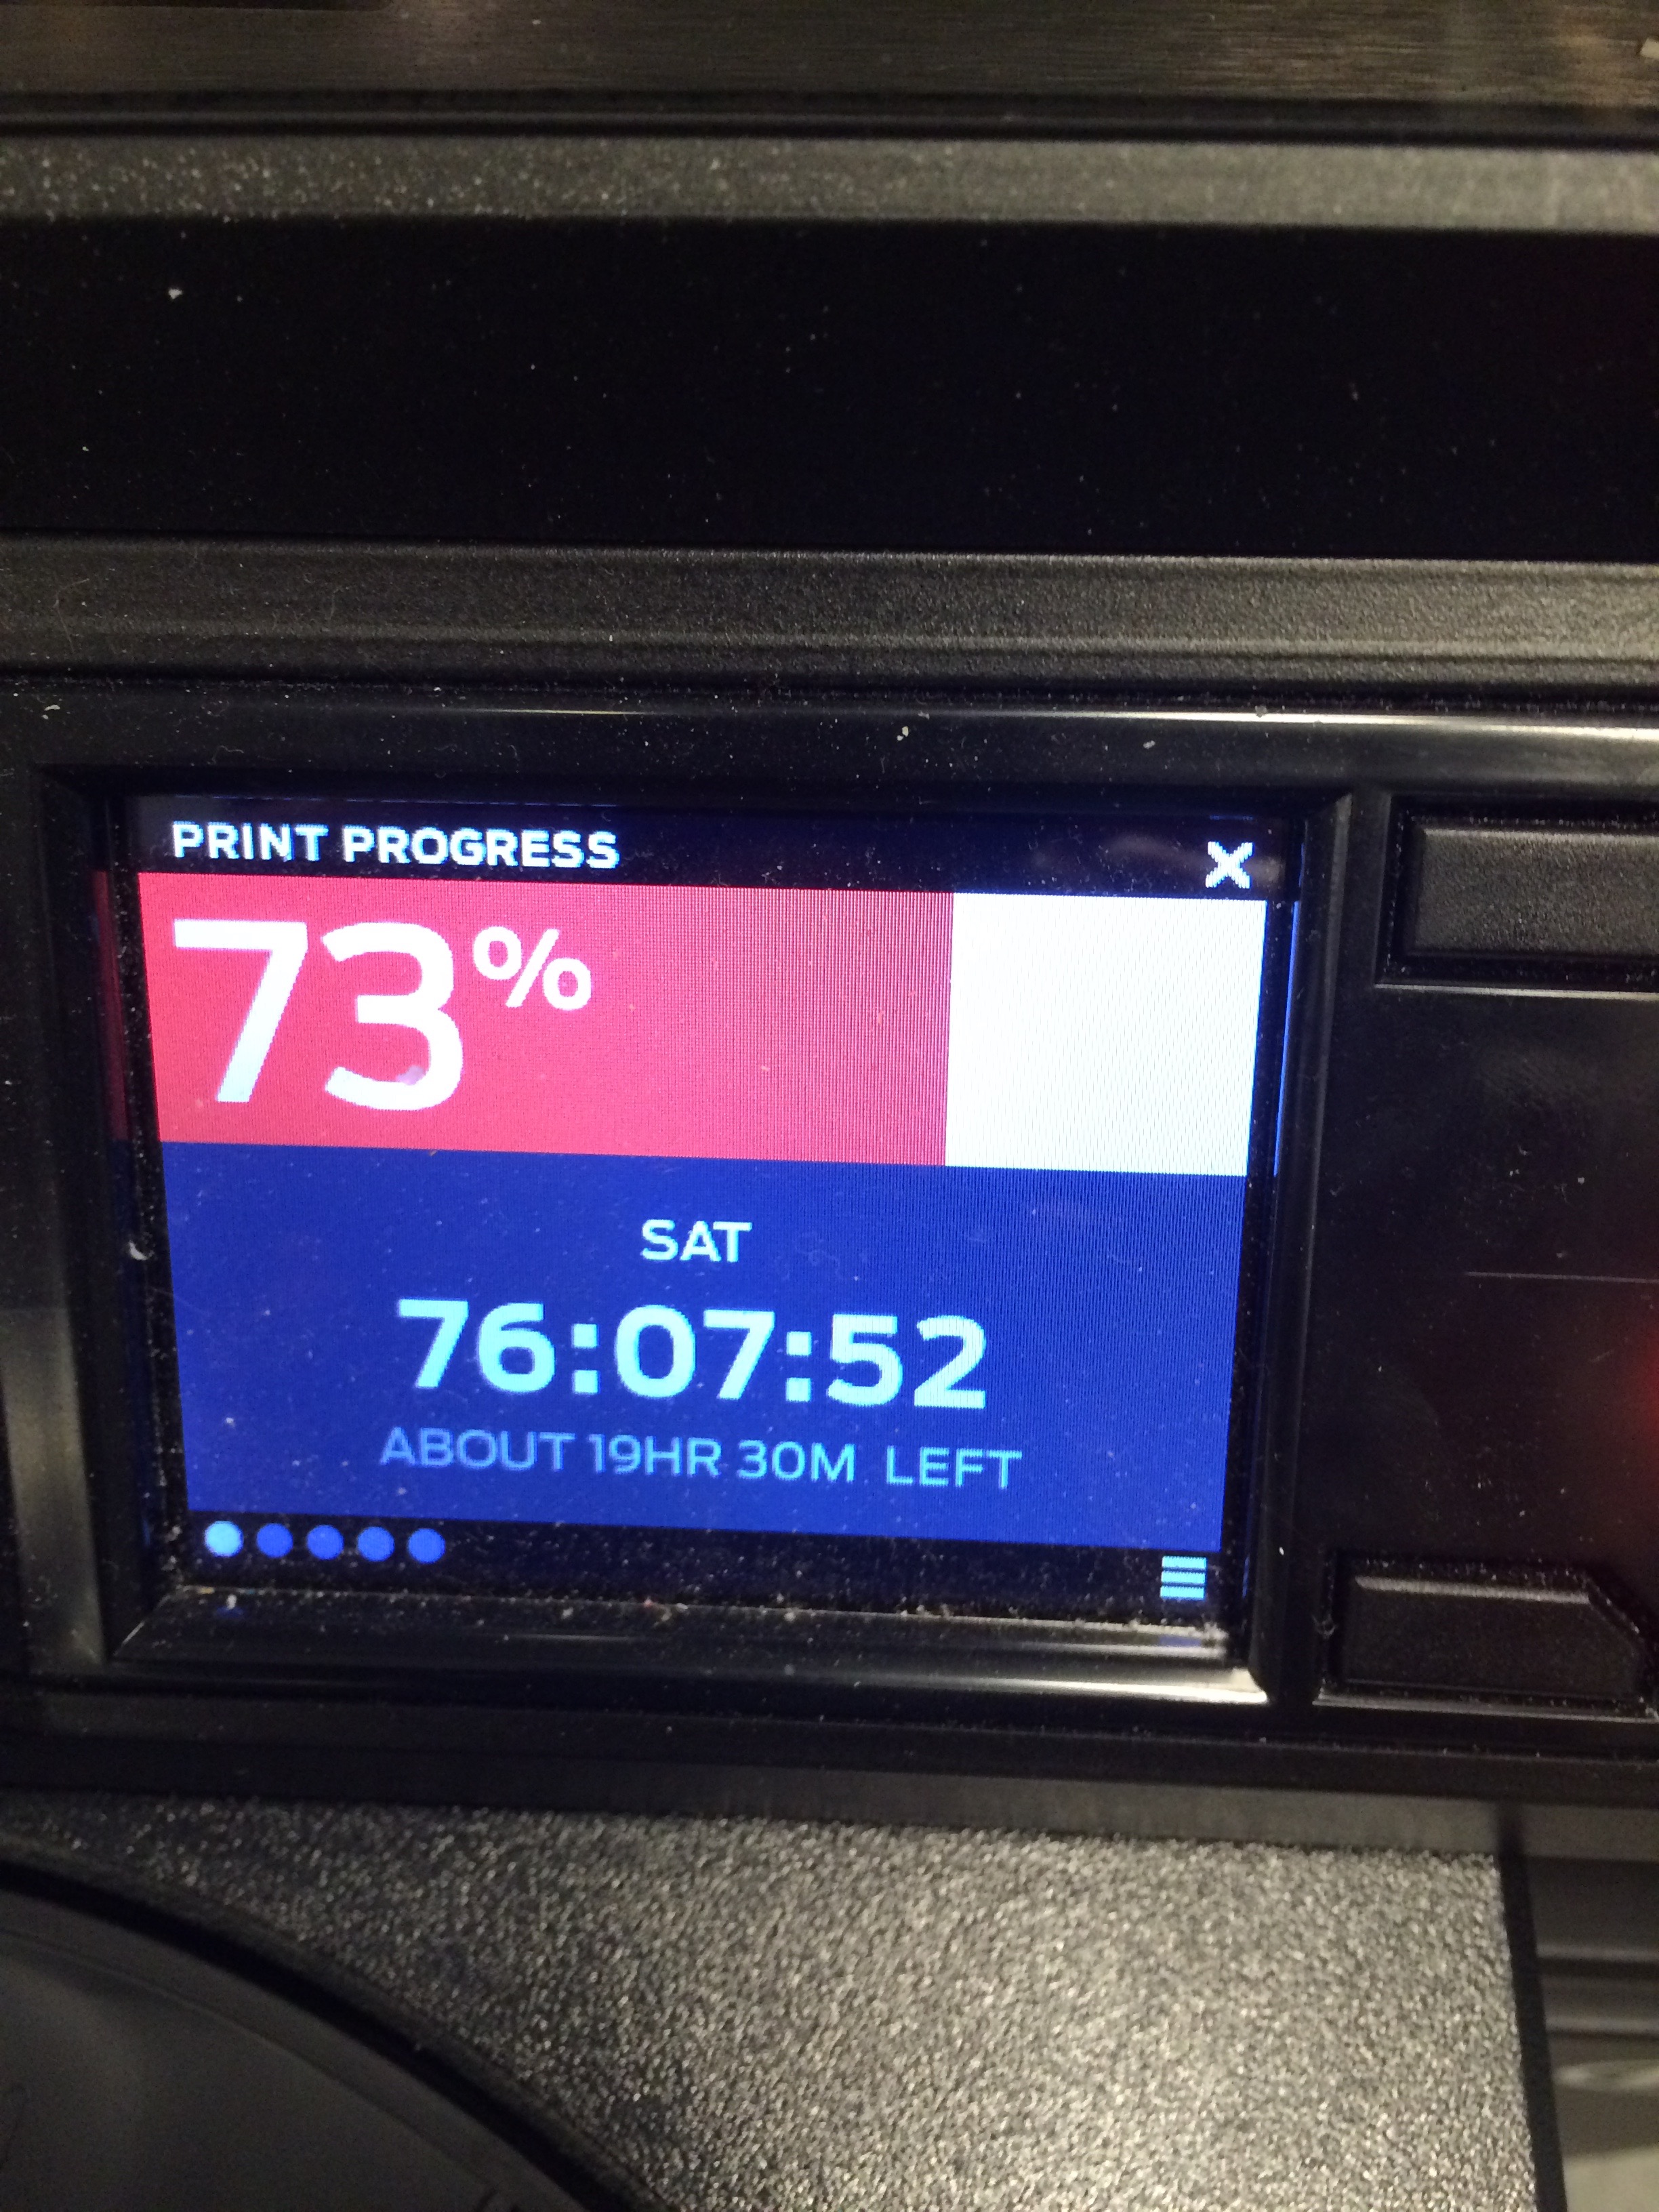 PRINT PROGRESS X
73%
SAT
76:07:52
ABOUT 19HR 30M LEFT